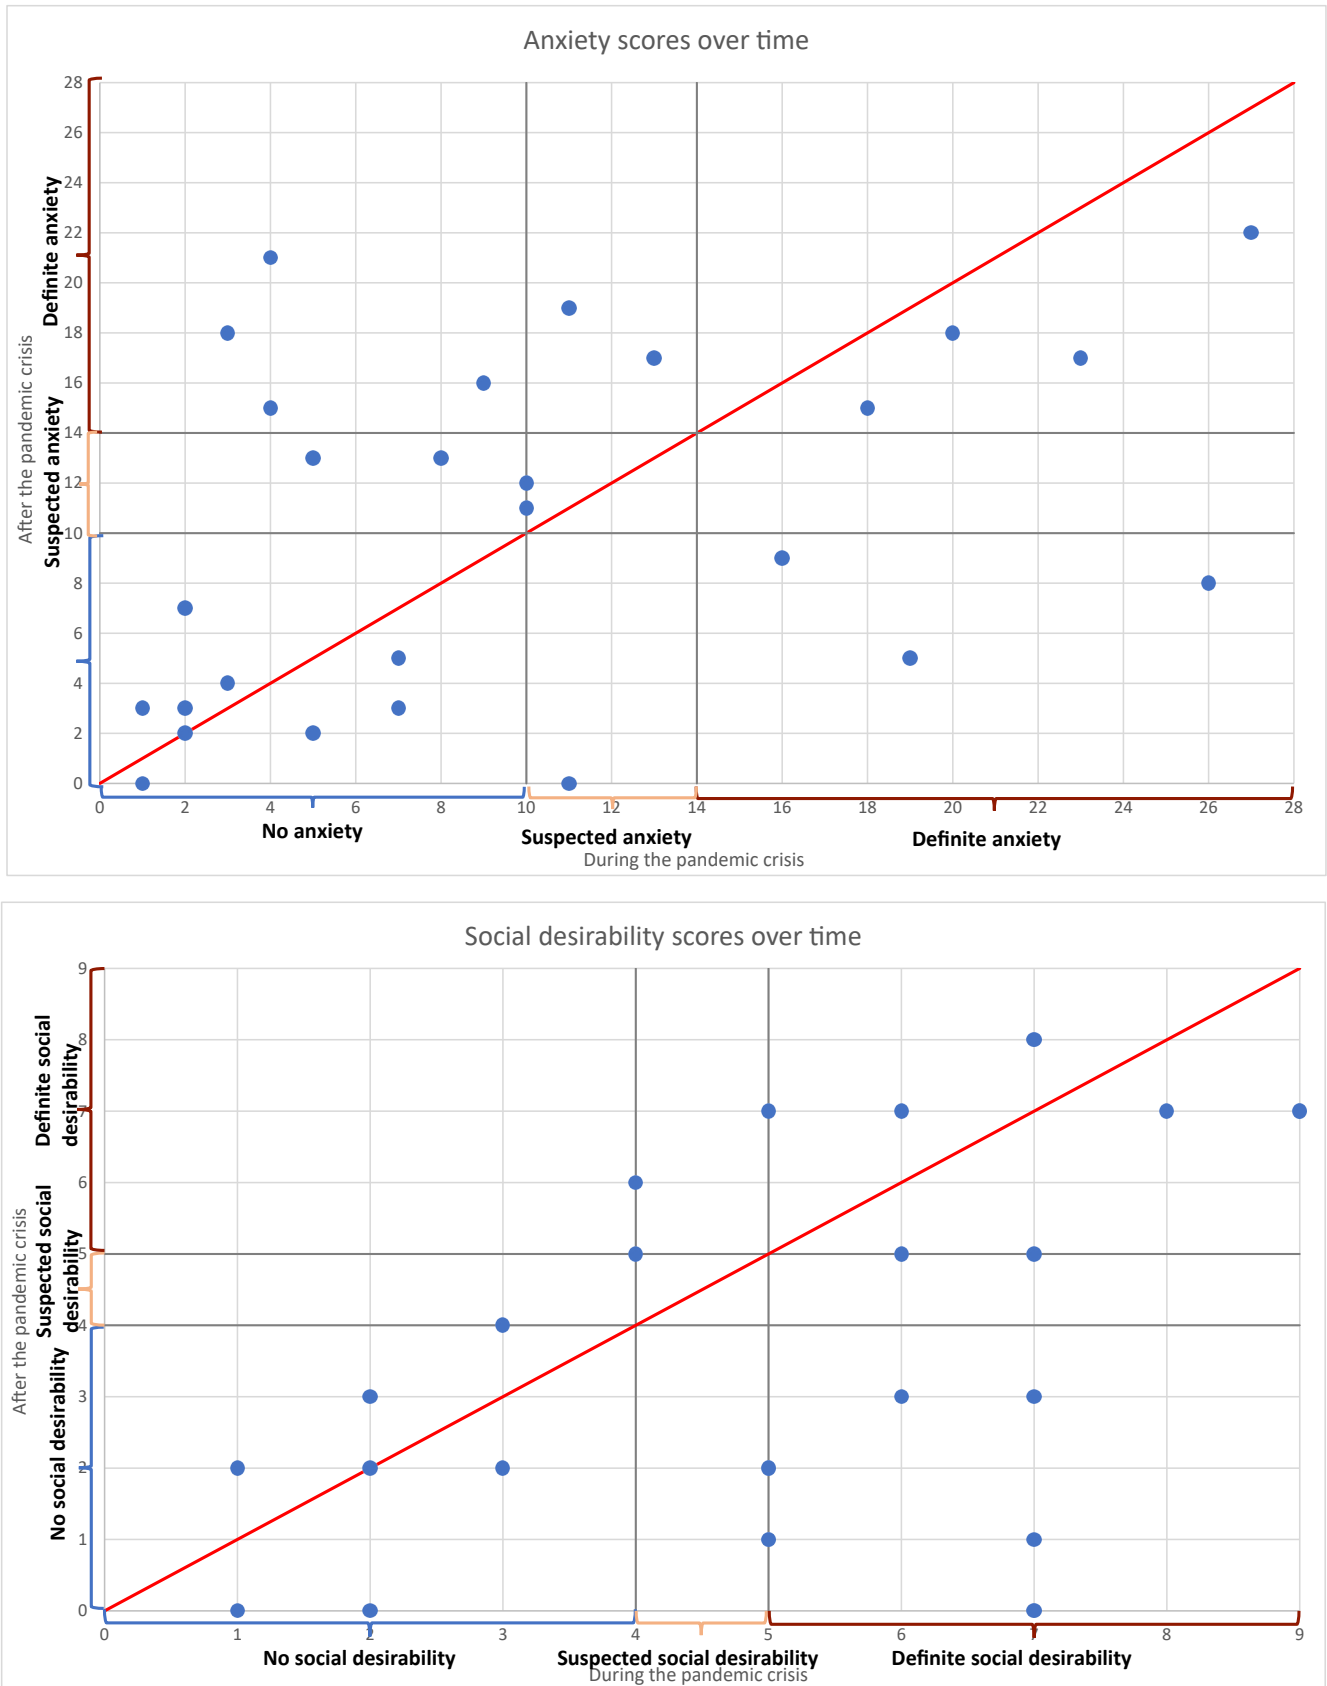 Anxiety scores over time
28
26
24
22
20
18
16
14
12
10
8
6
4
2
0
After the pandemic crisis
Definite anxiety
Suspected anxiety
0 2 4 6 8 10 12 14 16 18 20 22 24 26 28
No anxiety Suspected anxiety Definite anxiety
During the pandemic crisis
Social desirability scores over time
9
8
7
6
5
4
3
2
1
0
After the pandemic crisis
Definite social
desirability
Suspected social
desirability
No social desirability
0 1 2 3 4 5 6 7 8 9
No social desirability Suspected social desirability Definite social desirability
During the pandemic crisis